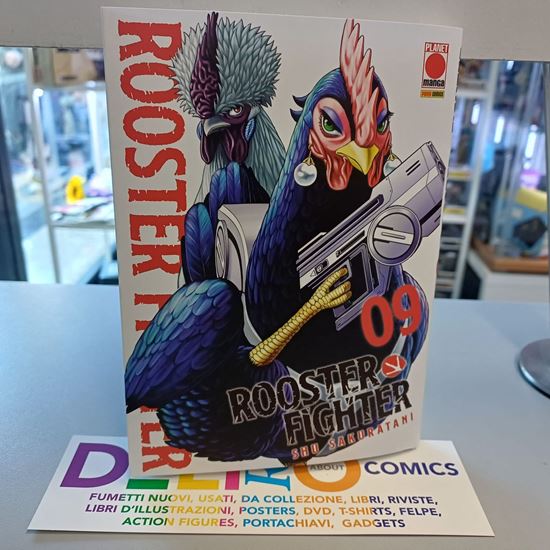 ROOSTER FIGHTER
PLANET
manga
PANINI COMICS
09
ROOSTER
FIGHTER
SHU SAKURATANI
ABOUT
COMICS
FUMETTI NUOVI, USATI, DA COLLEZIONE, LIBRI, RIVISTE,
LIBRI D'ILLUSTRAZIONI, POSTERS, DVD, T-SHIRTS, FELPE,
ACTION FIGURES, PORTACHIAVI, GADGETS